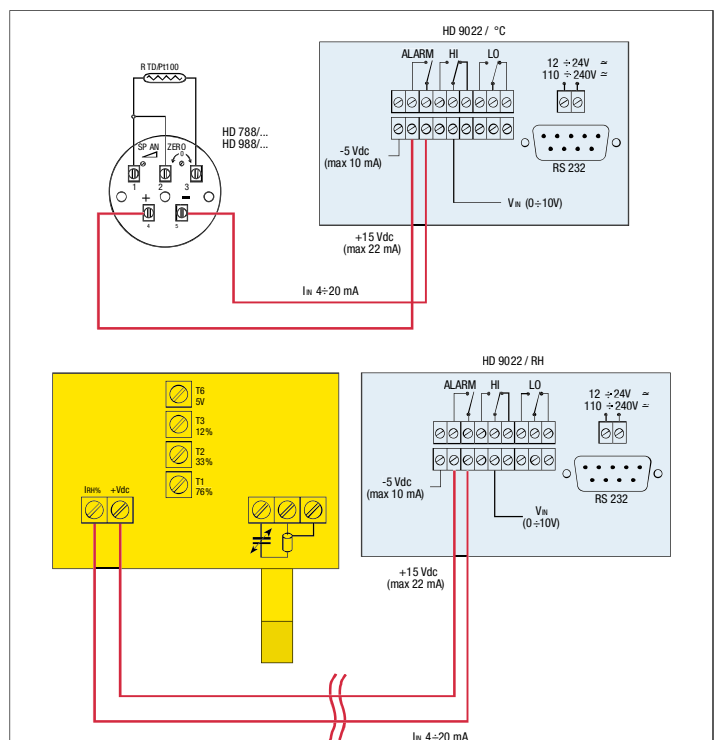 HD 9022 / °C
ALARM HI LO
12 ÷24V ≃
110 ÷240V ≃
R TD/Pt100
HD 788/...
HD 988/...
SP AN ZERO
0
1 2 3
+ −
4 5
-5 Vdc
(max 10 mA)
RS 232
VIN (0÷10V)
+15 Vdc
(max 22 mA)
IIN 4÷20 mA
HD 9022 / RH
ALARM HI LO
12 ÷24V ≃
110 ÷240V ≃
T6
5V
T3
12%
T2
33%
T1
76%
IRH% +Vdc
-5 Vdc
(max 10 mA)
RS 232
VIN
(0÷10V)
+15 Vdc
(max 22 mA)
IIN 4÷20 mA